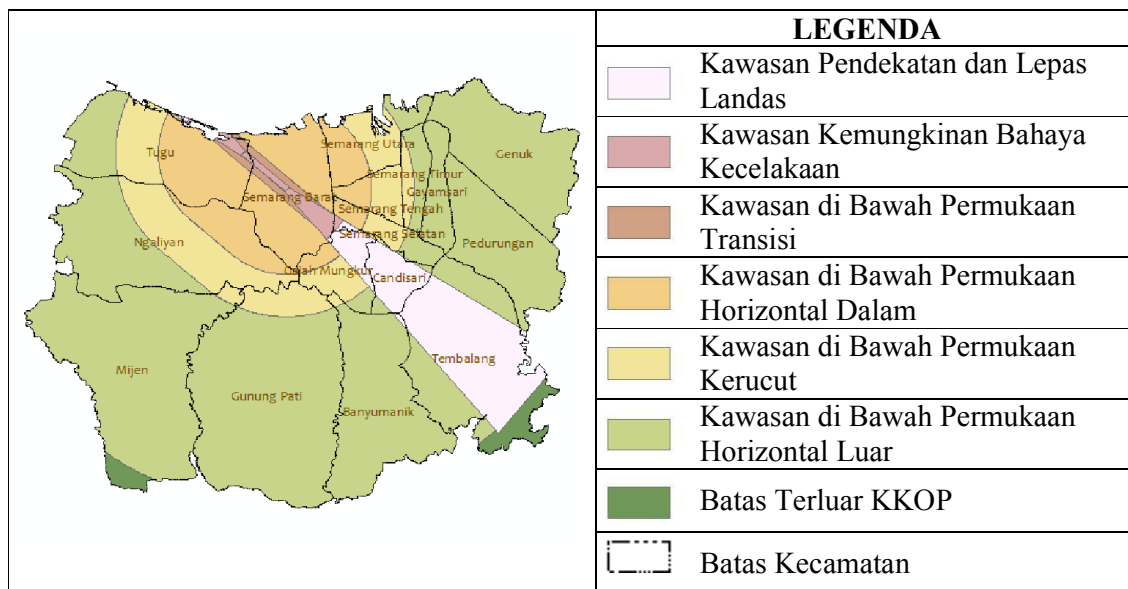 LEGENDA
Kawasan Pendekatan dan Lepas
Landas
Kawasan Kemungkinan Bahaya
Kecelakaan
Kawasan di Bawah Permukaan
Transisi
Kawasan di Bawah Permukaan
Horizontal Dalam
Kawasan di Bawah Permukaan
Kerucut
Kawasan di Bawah Permukaan
Horizontal Luar
Batas Terluar KKOP
Batas Kecamatan
Semarang Utara
Tugu
Genuk
Semarang Timur
Gayamsari
Semarang Barat
Semarang Tengah
Semarang Selatan
Ngaliyan
Pedurungan
Gajah Mungkur
Candisari
Tembalang
Mijen
Gunung Pati
Banyumanik